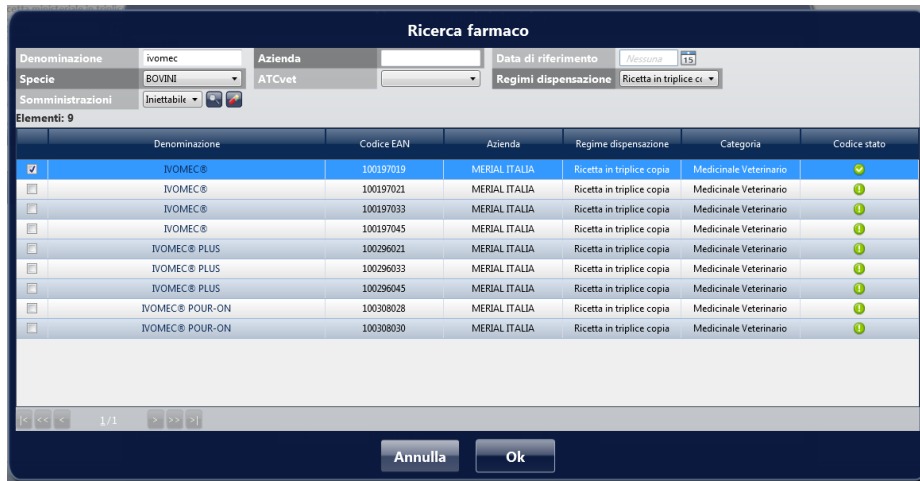 Ricerca farmaco
Denominazione ivomec Azienda Data di riferimento Nessuna 15
Specie BOVINI ATCvet Regimi dispensazione Ricetta in triplice cc
Somministrazioni Iniettabile
Elementi: 9
Denominazione Codice EAN Azienda Regime dispensazione Categoria Codice stato
IVOMEC® 100197019 MERIAL ITALIA Ricetta in triplice copia Medicinale Veterinario
IVOMEC® 100197021 MERIAL ITALIA Ricetta in triplice copia Medicinale Veterinario
IVOMEC® 100197033 MERIAL ITALIA Ricetta in triplice copia Medicinale Veterinario
IVOMEC® 100197045 MERIAL ITALIA Ricetta in triplice copia Medicinale Veterinario
IVOMEC® PLUS 100296021 MERIAL ITALIA Ricetta in triplice copia Medicinale Veterinario
IVOMEC® PLUS 100296033 MERIAL ITALIA Ricetta in triplice copia Medicinale Veterinario
IVOMEC® PLUS 100296045 MERIAL ITALIA Ricetta in triplice copia Medicinale Veterinario
IVOMEC® POUR-ON 100308028 MERIAL ITALIA Ricetta in triplice copia Medicinale Veterinario
IVOMEC® POUR-ON 100308030 MERIAL ITALIA Ricetta in triplice copia Medicinale Veterinario
|< << < 1/1 > >> >|
Annulla Ok